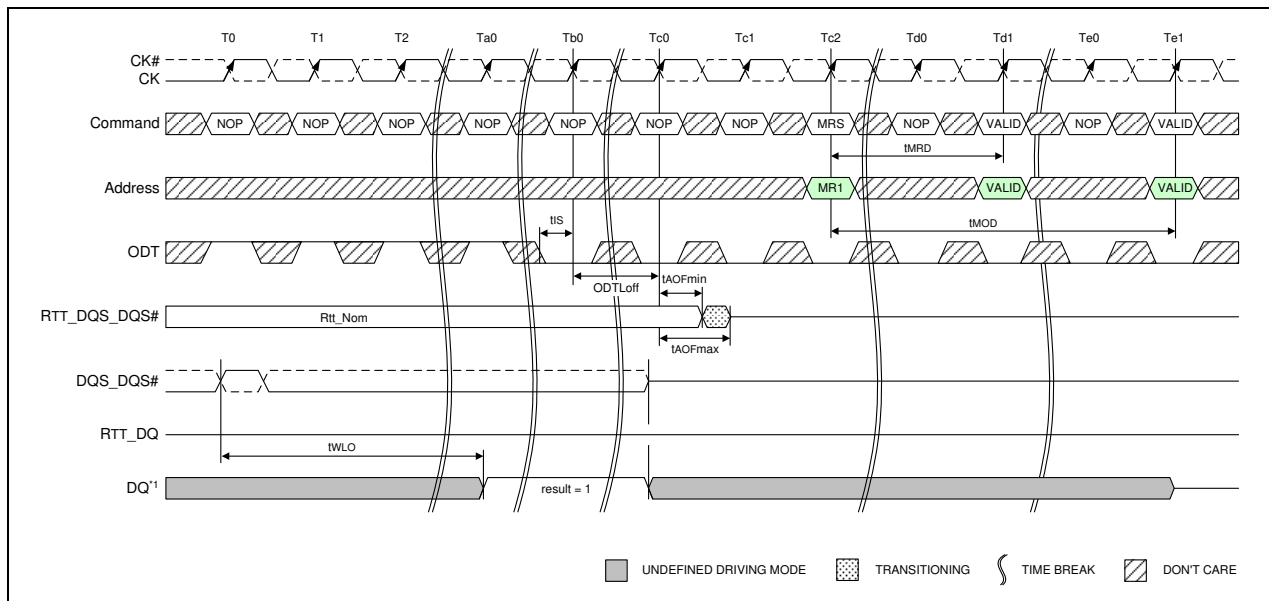 T0 T1 T2 Ta0 Tb0 Tc0 Tc1 Tc2 Td0 Td1 Te0 Te1
CK#
CK
Command NOP NOP NOP NOP NOP NOP NOP MRS NOP VALID NOP VALID
tMRD
Address MR1 VALID VALID
tIS
tMOD
ODT
tAOFmin
ODTLoff
RTT_DQS_DQS# Rtt_Nom
tAOFmax
DQS_DQS#
RTT_DQ
tWLO
DQ*1 result = 1
UNDEFINED DRIVING MODE TRANSITIONING TIME BREAK DON'T CARE